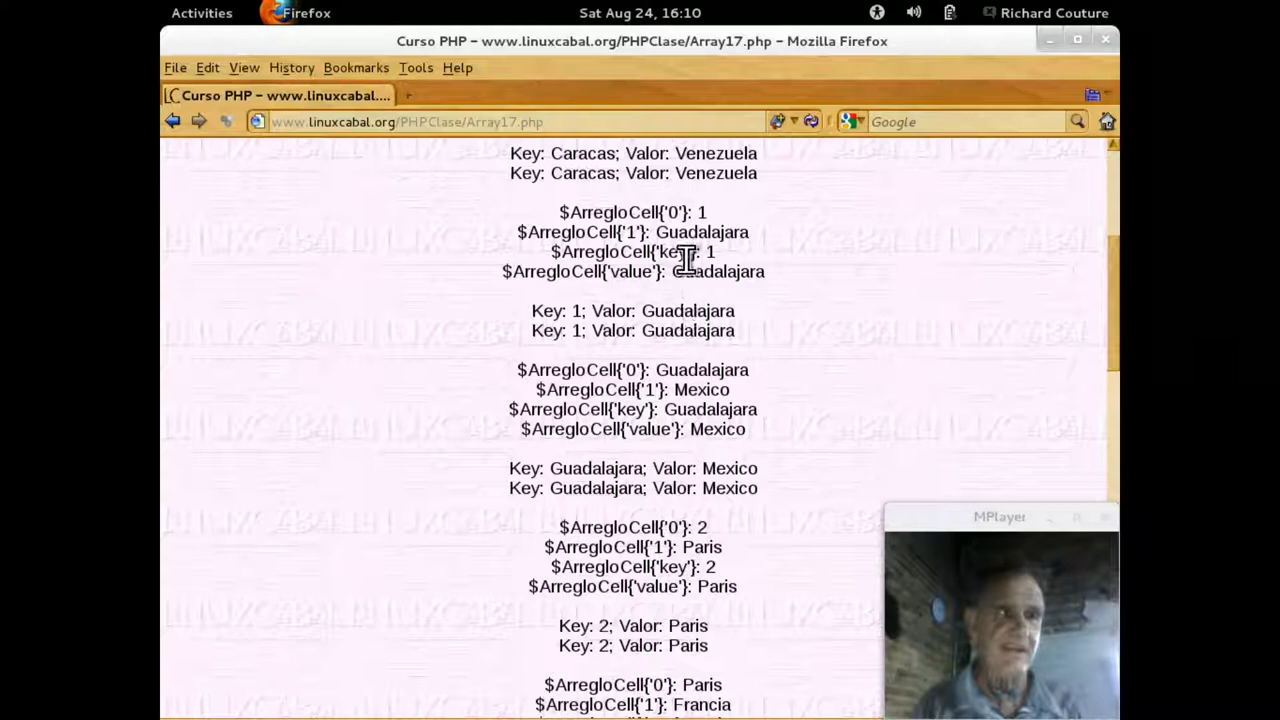 Activities
Firefox
Sat Aug 24, 16:10
Richard Couture
Curso PHP – www.linuxcabal.org/PHPClase/Array17.php – Mozilla Firefox
File Edit View History Bookmarks Tools Help
Curso PHP – www.linuxcabal.org....
www.linuxcabal.org/PHPClase/Array17.php
Google
Key: Caracas; Valor: Venezuela
Key: Caracas; Valor: Venezuela
$ArregloCell{'0'}: 1
$ArregloCell{'1'}: Guadalajara
$ArregloCell{'key'}: 1
$ArregloCell{'value'}: Guadalajara
Key: 1; Valor: Guadalajara
Key: 1; Valor: Guadalajara
$ArregloCell{'0'}: Guadalajara
$ArregloCell{'1'}: Mexico
$ArregloCell{'key'}: Guadalajara
$ArregloCell{'value'}: Mexico
Key: Guadalajara; Valor: Mexico
Key: Guadalajara; Valor: Mexico
$ArregloCell{'0'}: 2
$ArregloCell{'1'}: Paris
$ArregloCell{'key'}: 2
$ArregloCell{'value'}: Paris
Key: 2; Valor: Paris
Key: 2; Valor: Paris
$ArregloCell{'0'}: Paris
$ArregloCell{'1'}: Francia
MPlayer